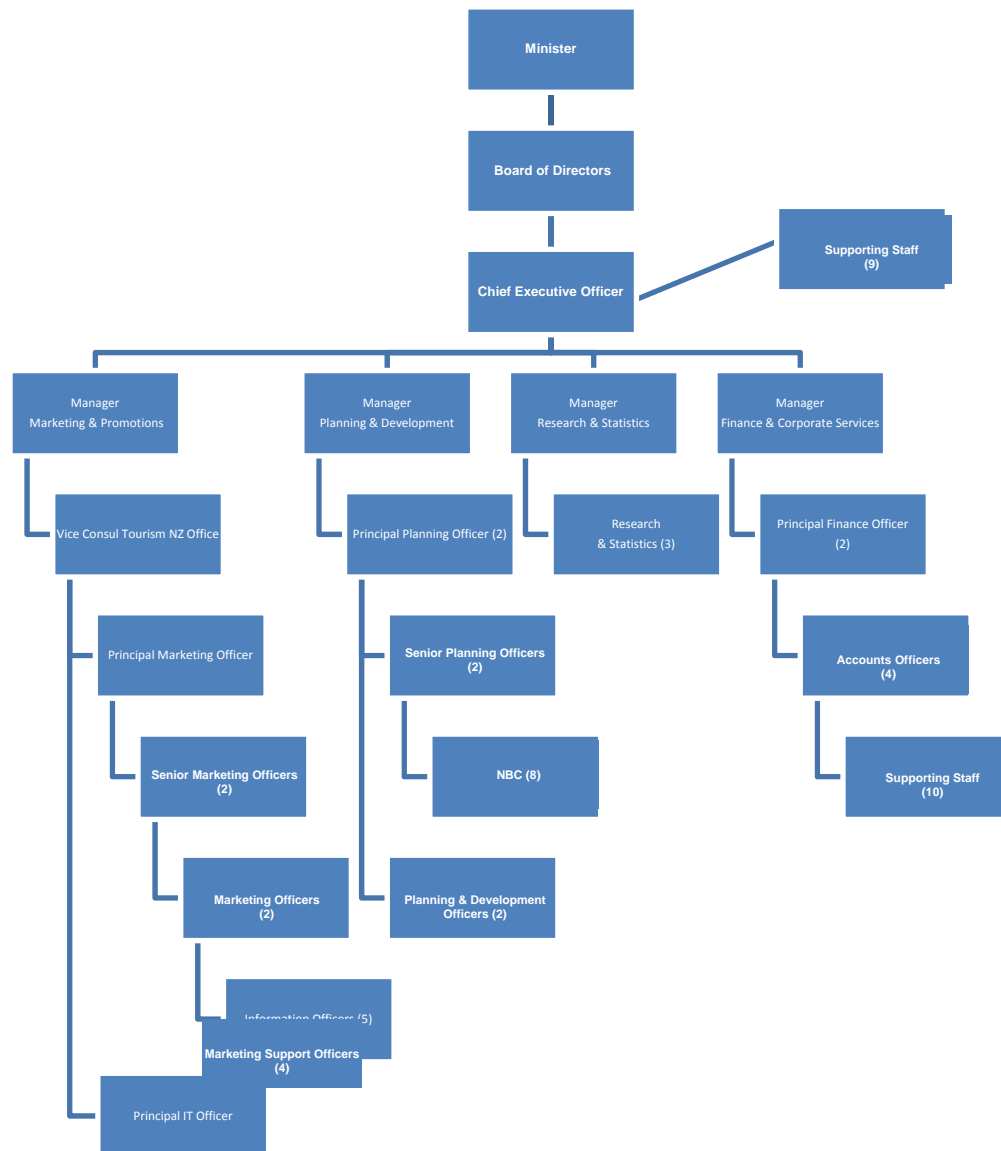 Minister
Board of Directors
Supporting Staff
(9)
Chief Executive Officer
Manager
Marketing & Promotions
Manager
Planning & Development
Manager
Research & Statistics
Manager
Finance & Corporate Services
Vice Consul Tourism NZ Office
Principal Planning Officer (2)
Research
& Statistics (3)
Principal Finance Officer
(2)
Principal Marketing Officer
Senior Planning Officers
(2)
Accounts Officers
(4)
Senior Marketing Officers
(2)
NBC (8)
Supporting Staff
(10)
Marketing Officers
(2)
Planning & Development
Officers (2)
Information Officers (5)
Marketing Support Officers
(4)
Principal IT Officer